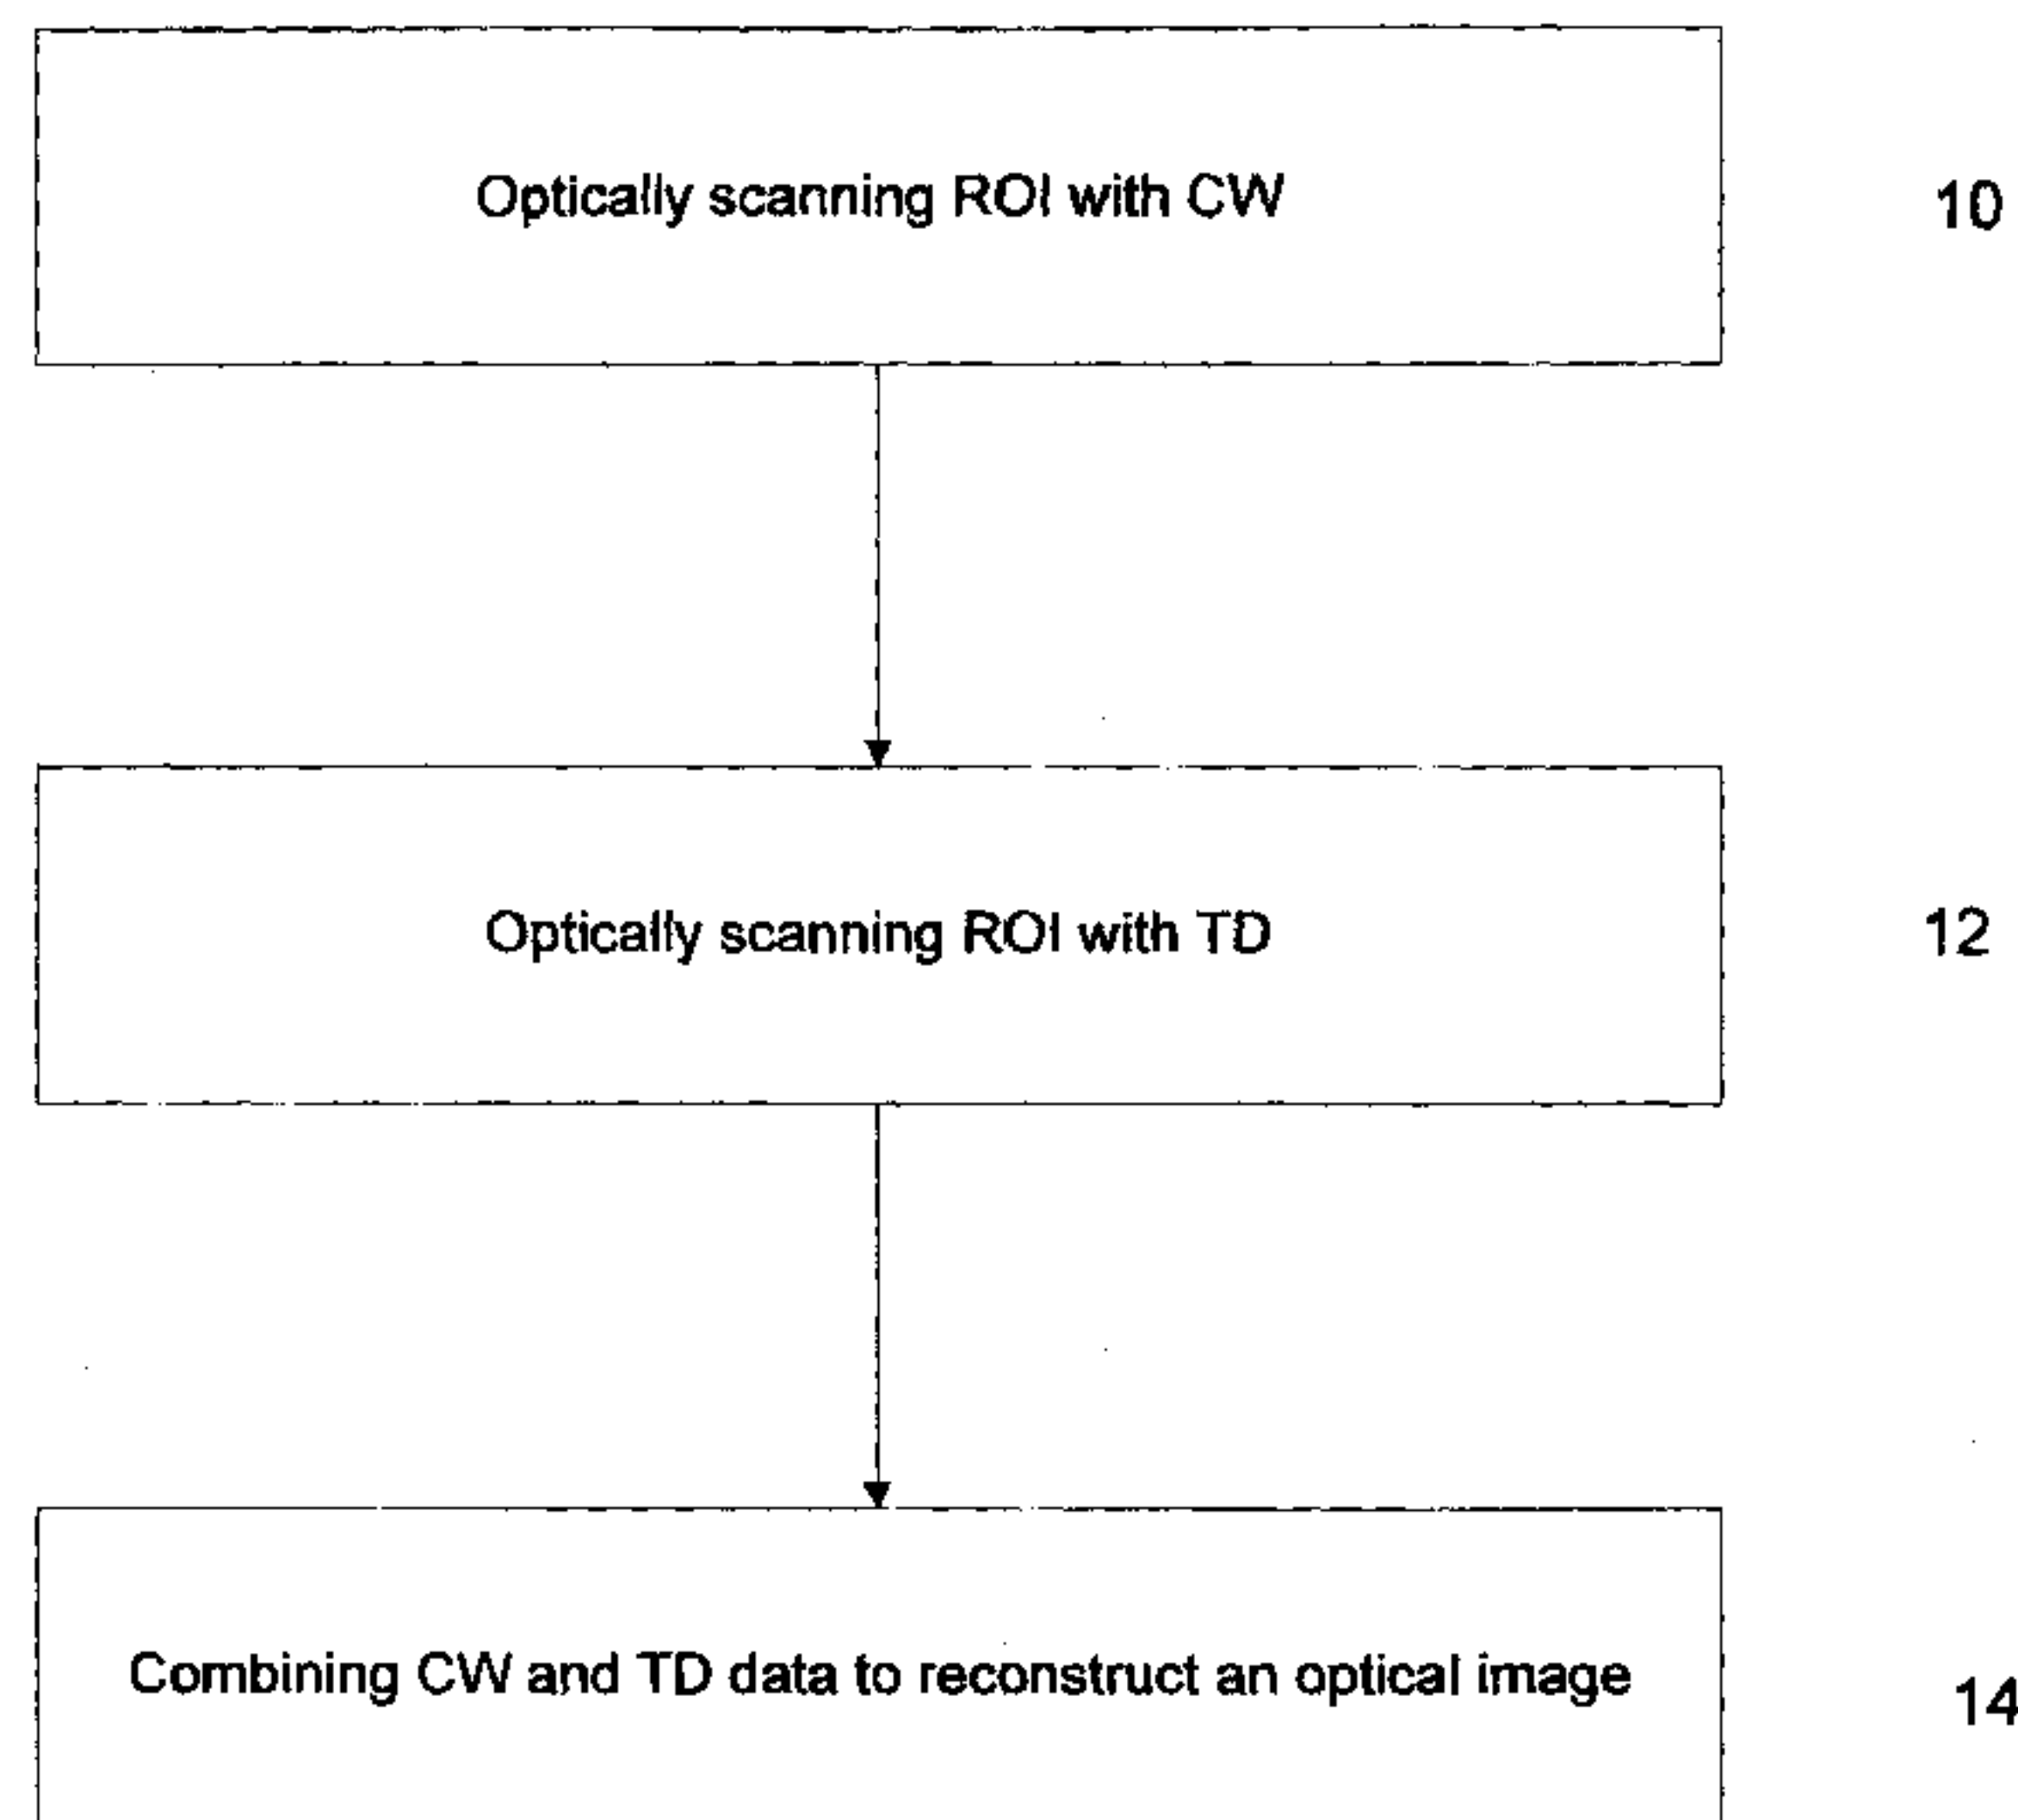 Optically scanning ROI with CW
10
Optically scanning ROI with TD
12
Combining CW and TD data to reconstruct an optical image
14